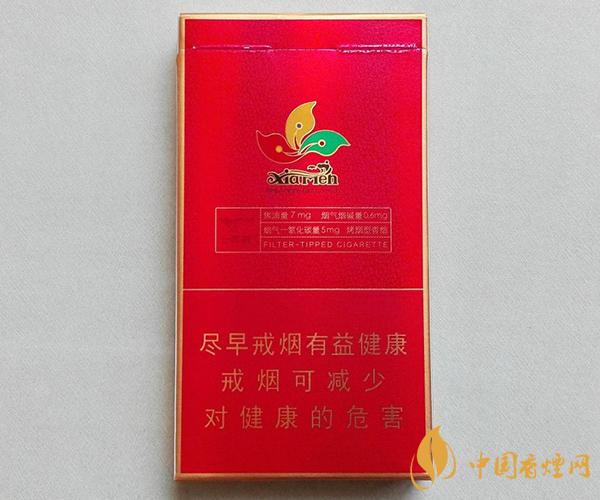 XiaMen
焦油量7mg 烟气烟碱量0.6mg
烟气一氧化碳量5mg 烤烟型香烟
FILTER-TIPPED CIGARETTE
尽早戒烟有益健康
戒烟可减少
对健康的危害
中国香烟网